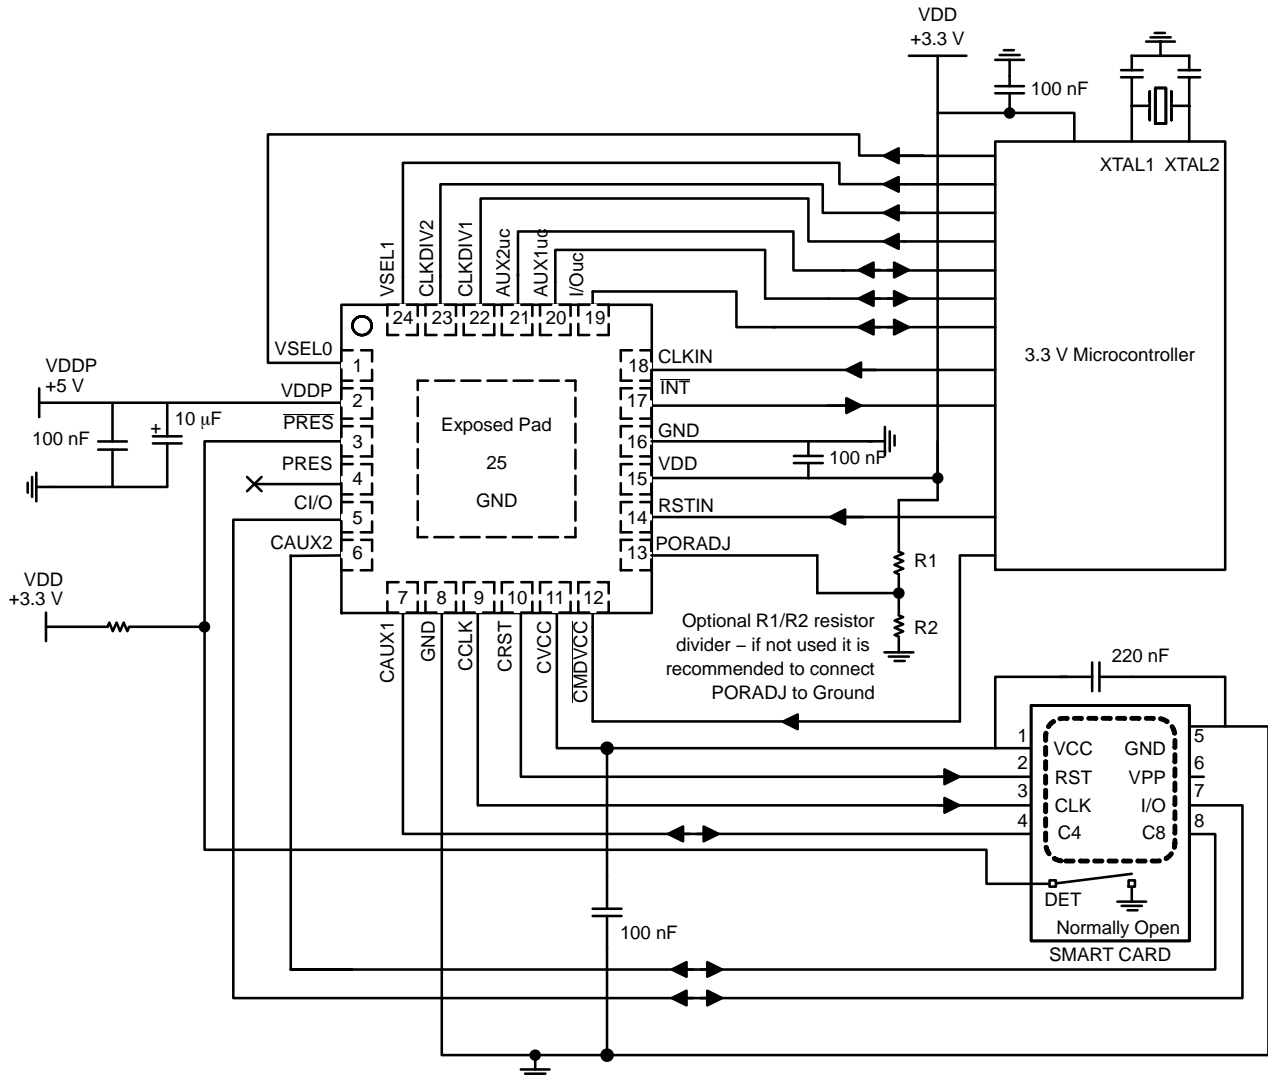 VDD
+3.3 V
100 nF
XTAL1 XTAL2
3.3 V Microcontroller
VSEL1
CLKDIV2
CLKDIV1
AUX2uc
AUX1uc
I/Ouc
24 23 22 21 20 19
VSEL0
1
VDDP
+5 V
VDDP
2
100 nF
+
10 μF
PRES
3
PRES
4
CI/O
5
CAUX2
6
Exposed Pad
25
GND
18
CLKIN
17
INT
16
GND
100 nF
15
VDD
14
RSTIN
13
PORADJ
R1
R2
VDD
+3.3 V
7 8 9 10 11 12
CAUX1
GND
CCLK
CRST
CVCC
CMDVCC
Optional R1/R2 resistor
divider – if not used it is
recommended to connect
PORADJ to Ground
220 nF
1 VCC GND 5
2 RST VPP 6
3 CLK I/O 7
4 C4 C8 8
DET
Normally Open
SMART CARD
100 nF